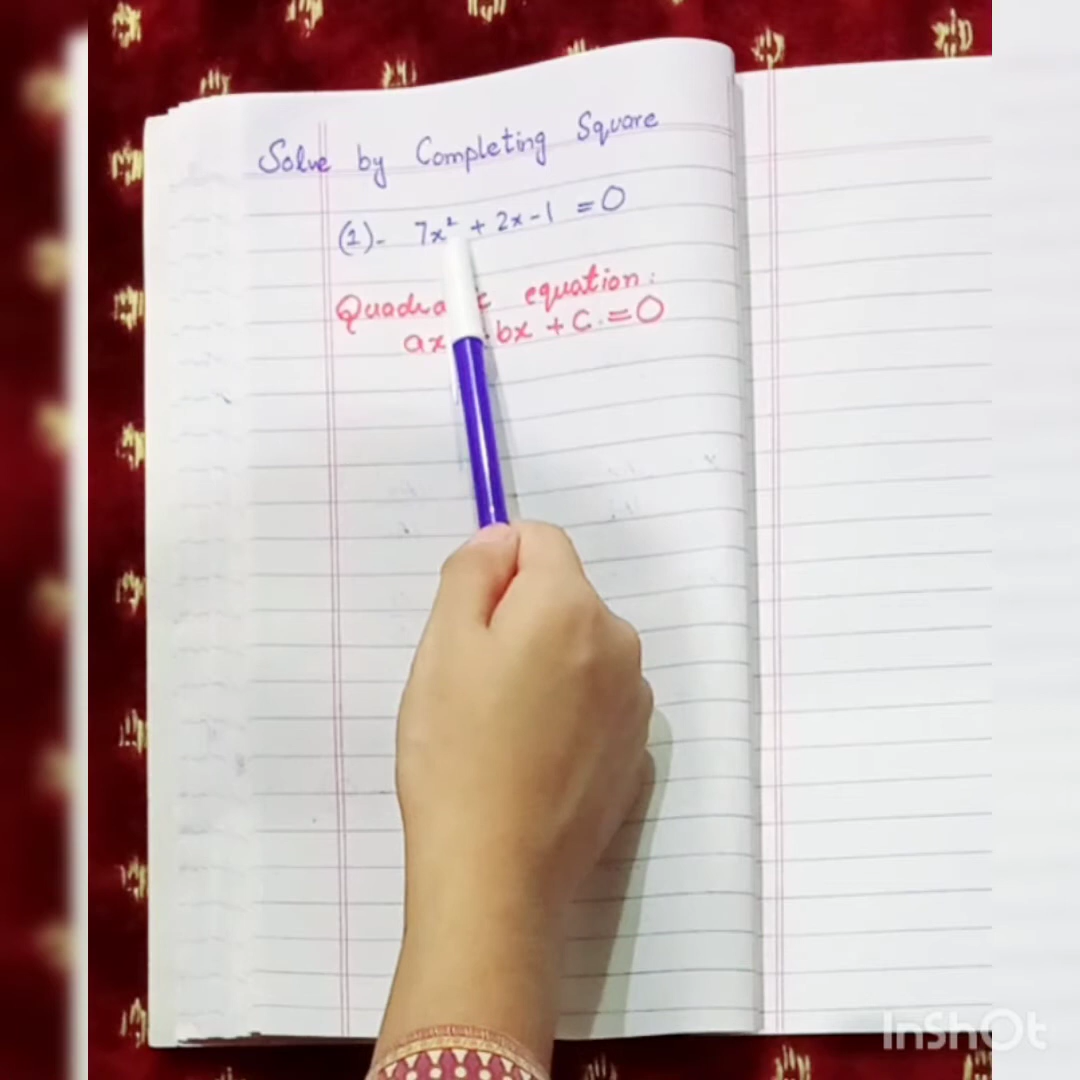 Solve by Completing Square
(1)- 7x² + 2x - 1 = 0
equation:
ax bx + C = 0
InShOt